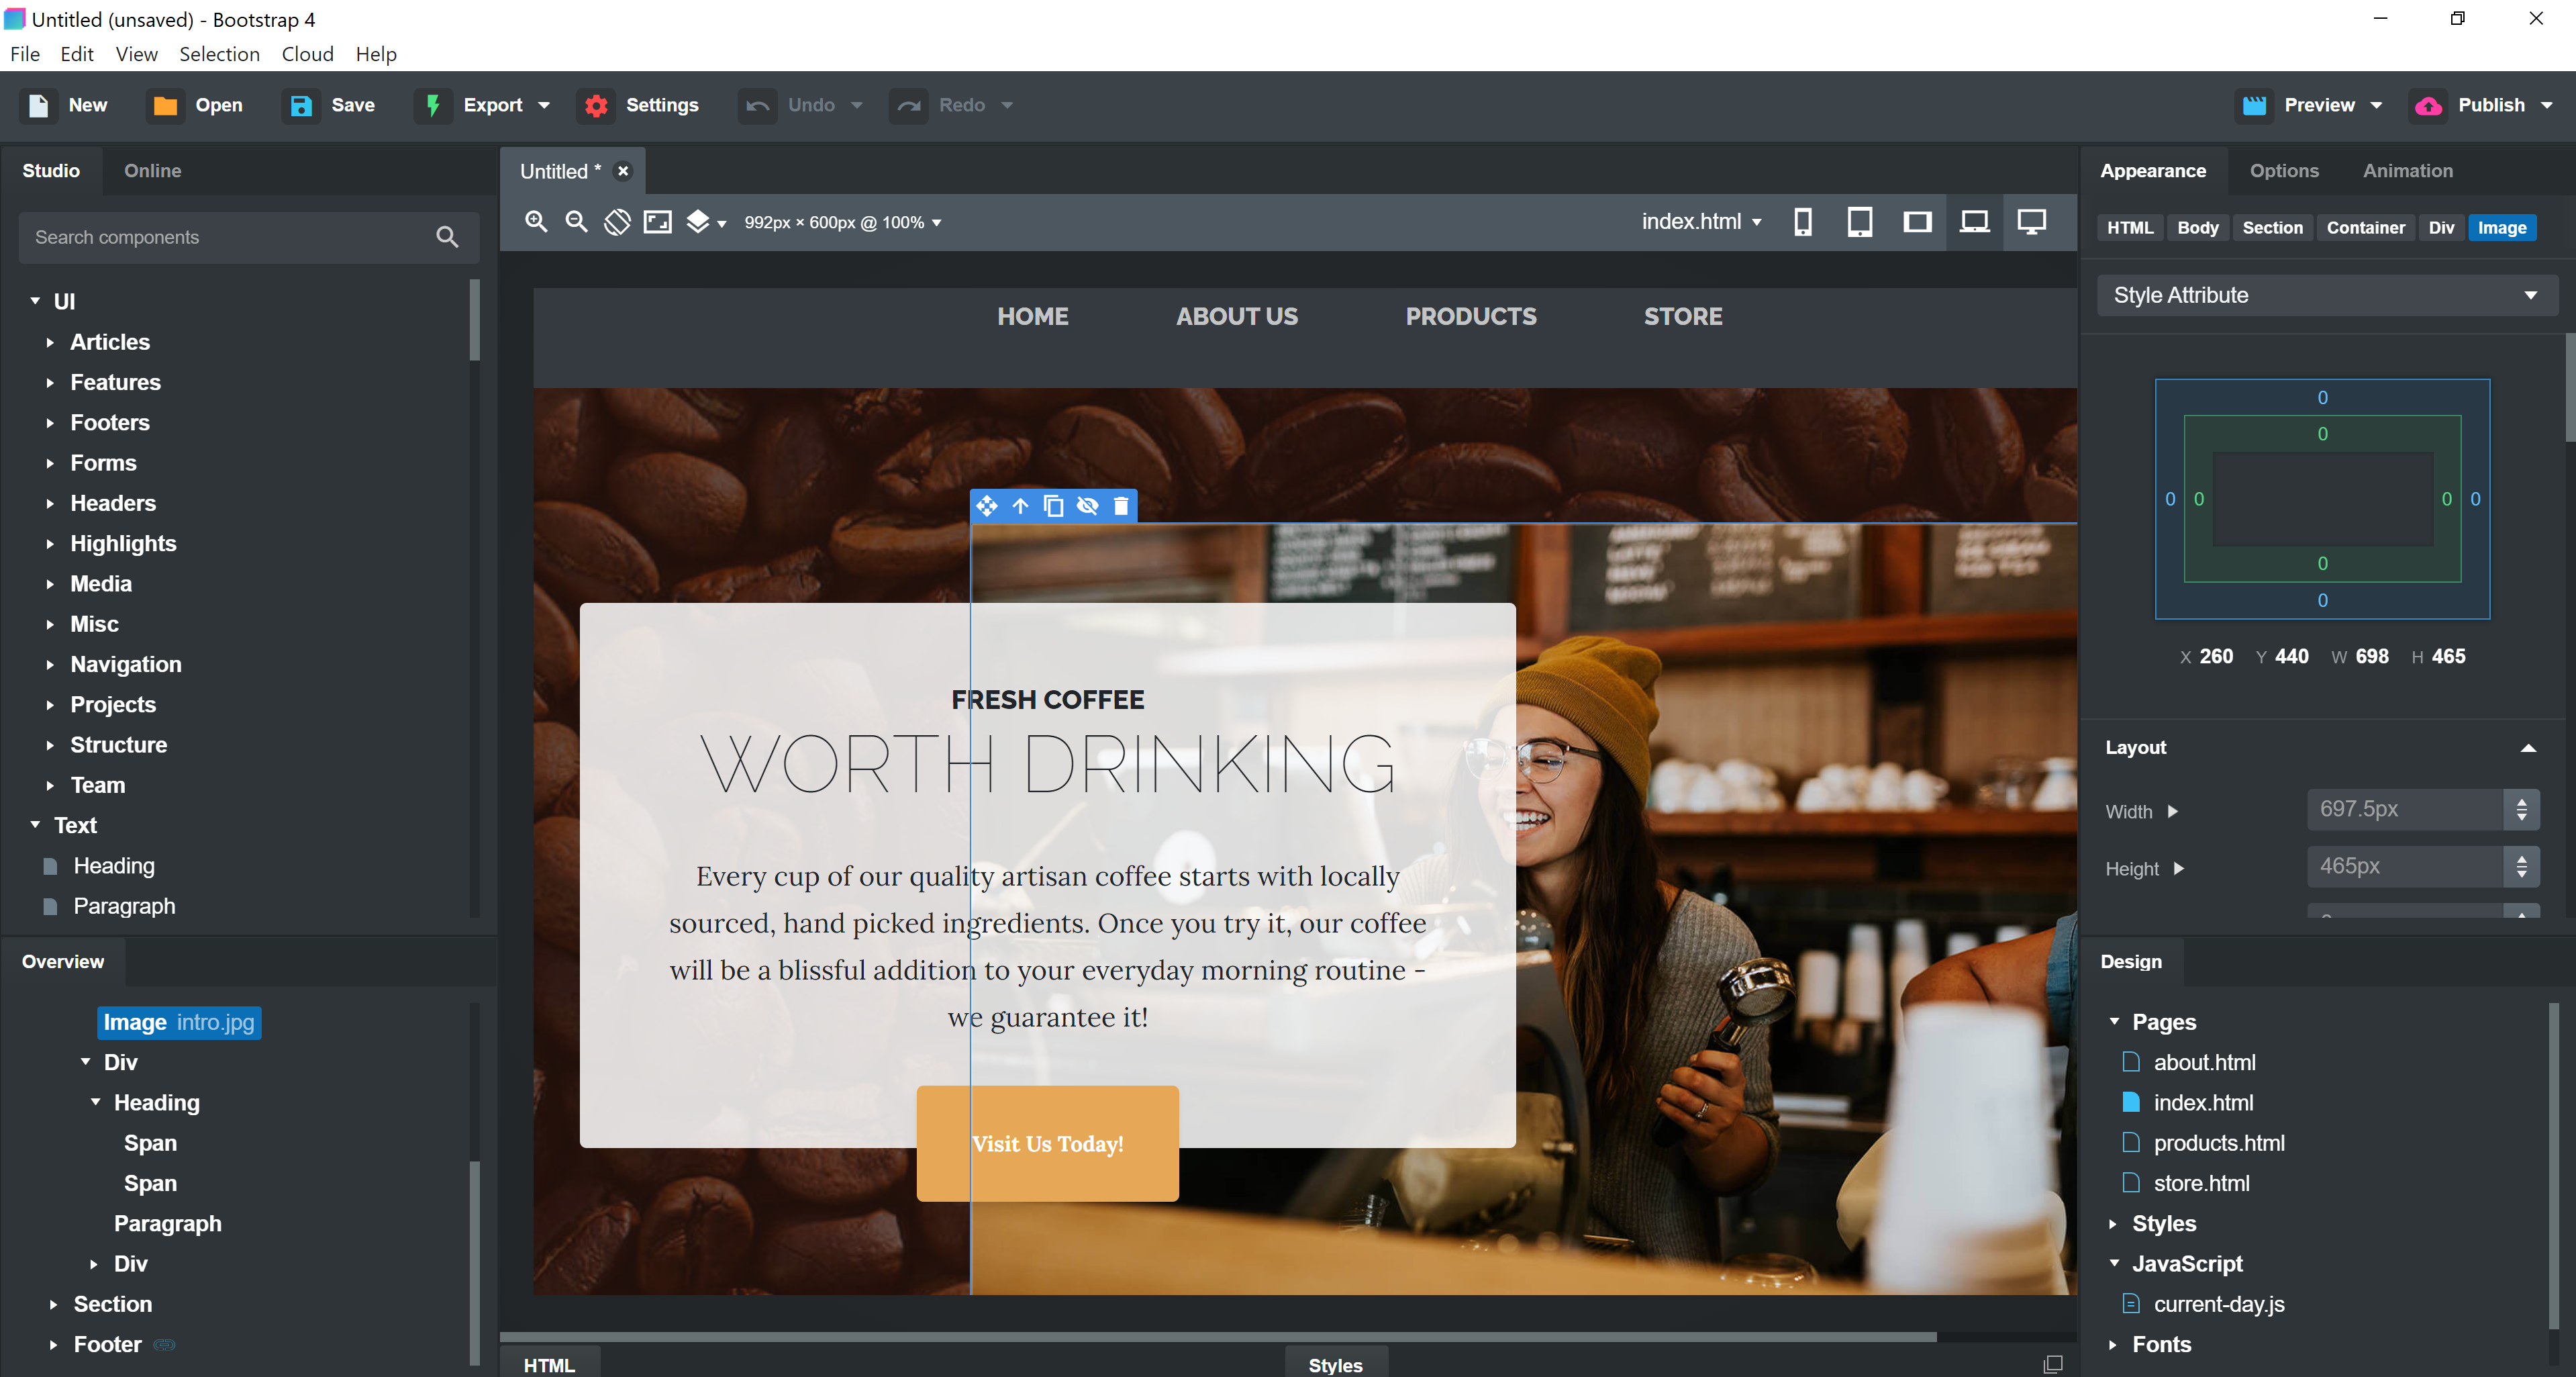 Untitled (unsaved) - Bootstrap 4
File Edit View Selection Cloud Help
New Open Save Export Settings Undo Redo Preview Publish
Studio Online
Search components
UI
Articles
Features
Footers
Forms
Headers
Highlights
Media
Misc
Navigation
Projects
Structure
Team
Text
Heading
Paragraph
Overview
Image intro.jpg
Div
Heading
Span
Span
Paragraph
Div
Section
Footer
Untitled *
992px × 600px @ 100%
index.html
HOME ABOUT US PRODUCTS STORE
FRESH COFFEE
WORTH DRINKING
Every cup of our quality artisan coffee starts with locally
sourced, hand picked ingredients. Once you try it, our coffee
will be a blissful addition to your everyday morning routine -
we guarantee it!
Visit Us Today!
HTML Styles
Appearance Options Animation
HTML Body Section Container Div Image
Style Attribute
0
0
0 0 0 0
0
0
X 260 Y 440 W 698 H 465
Layout
Width 697.5px
Height 465px
Design
Pages
about.html
index.html
products.html
store.html
Styles
JavaScript
current-day.js
Fonts